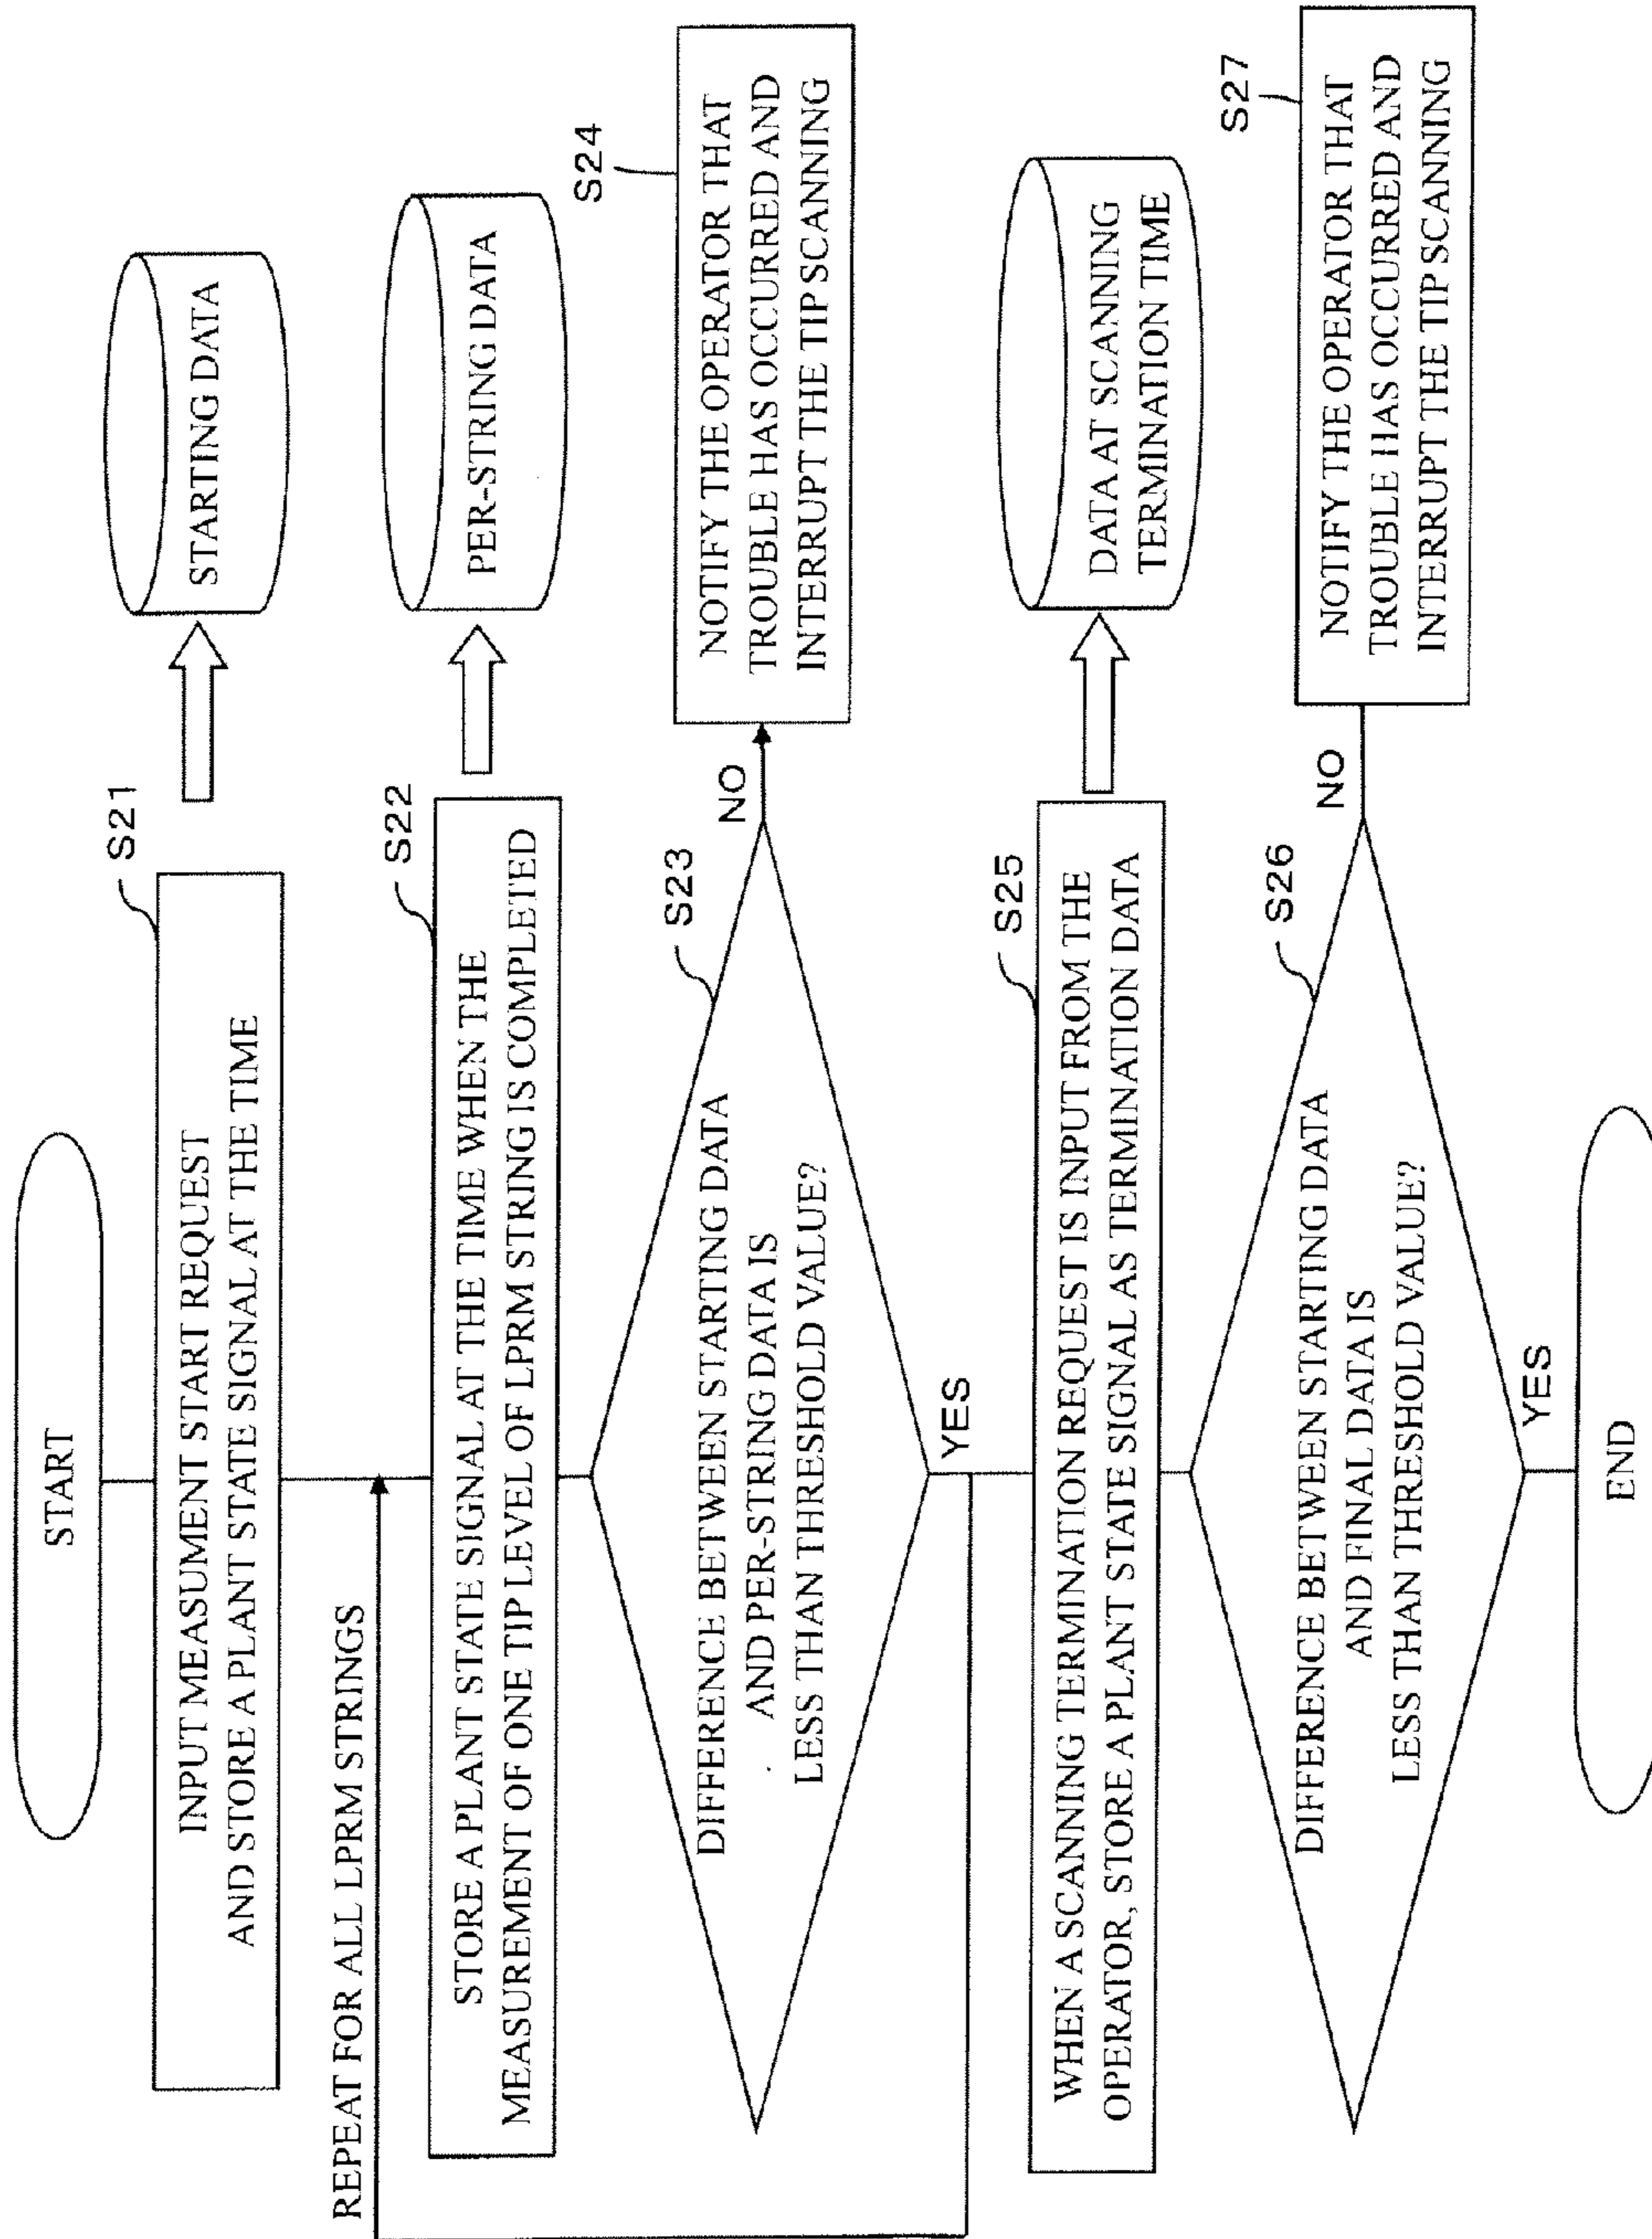 START
S21
INPUT MEASUMENT START REQUEST
AND STORE A PLANT STATE SIGNAL AT THE TIME
STARTING DATA
REPEAT FOR ALL LPRM STRINGS
S22
STORE A PLANT STATE SIGNAL AT THE TIME WHEN THE
MEASUREMENT OF ONE TIP LEVEL OF LPRM STRING IS COMPLETED
PER-STRING DATA
S23
DIFFERENCE BETWEEN STARTING DATA
AND PER-STRING DATA IS
LESS THAN THRESHOLD VALUE?
NO
S24
NOTIFY THE OPERATOR THAT
TROUBLE HAS OCCURRED AND
INTERRUPT THE TIP SCANNING
YES
S25
WHEN A SCANNING TERMINATION REQUEST IS INPUT FROM THE
OPERATOR, STORE A PLANT STATE SIGNAL AS TERMINATION DATA
DATA AT SCANNING
TERMINATION TIME
S26
DIFFERENCE BETWEEN STARTING DATA
AND FINAL DATA IS
LESS THAN THRESHOLD VALUE?
NO
S27
NOTIFY THE OPERATOR THAT
TROUBLE HAS OCCURRED AND
INTERRUPT THE TIP SCANNING
YES
END